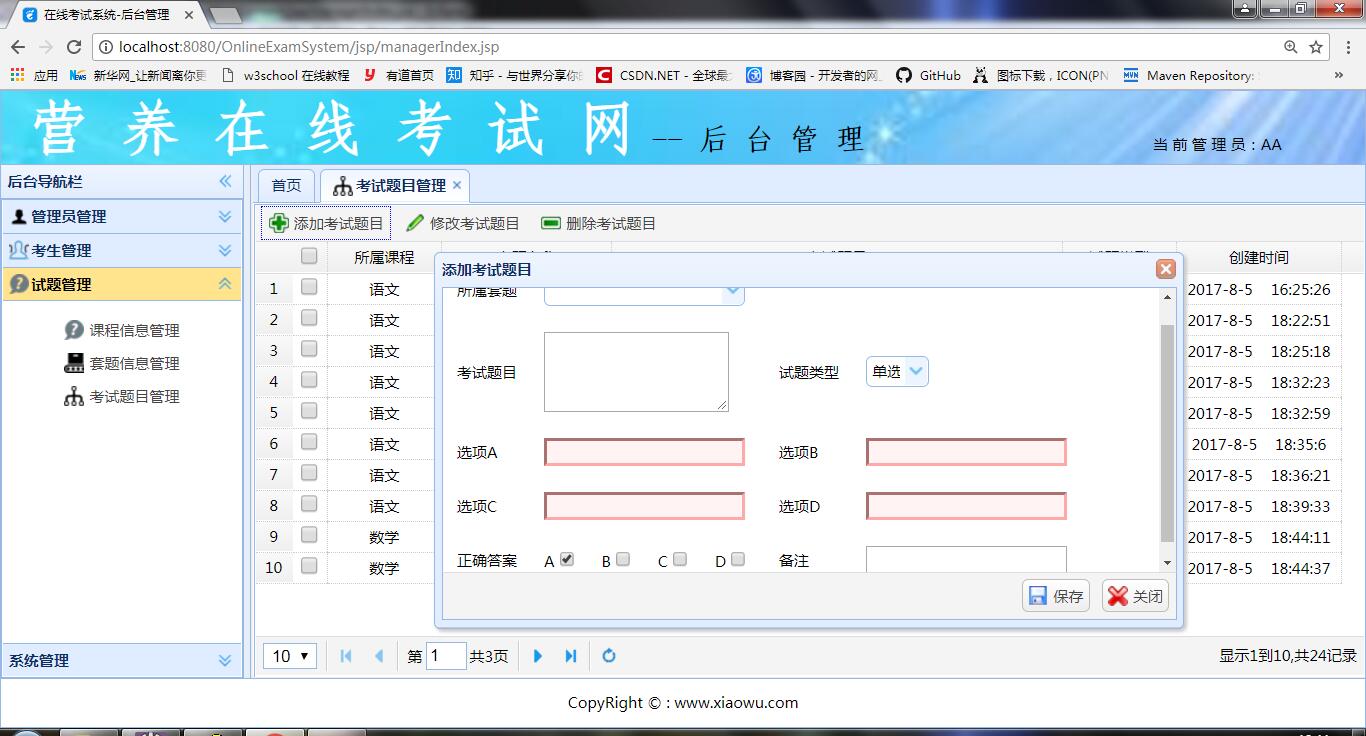 在线考试系统-后台管理
localhost:8080/OnlineExamSystem/jsp/managerIndex.jsp
应用 新华网_让新闻离你更 w3school 在线教程 有道首页 知乎 - 与世界分享你 CSDN.NET - 全球最 博客园 - 开发者的网 GitHub 图标下载，ICON(PN Maven Repository:
营养在线考试网 -- 后台管理
当前管理员：AA
后台导航栏
管理员管理
考生管理
试题管理
课程信息管理
套题信息管理
考试题目管理
系统管理
首页 考试题目管理
添加考试题目 修改考试题目 删除考试题目
所属课程 创建时间
1 语文 2017-8-5 16:25:26
2 语文 2017-8-5 18:22:51
3 语文 2017-8-5 18:25:18
4 语文 2017-8-5 18:32:23
5 语文 2017-8-5 18:32:59
6 语文 2017-8-5 18:35:6
7 语文 2017-8-5 18:36:21
8 语文 2017-8-5 18:39:33
9 数学 2017-8-5 18:44:11
10 数学 2017-8-5 18:44:37
添加考试题目
所属套题
考试题目 试题类型 单选
选项A 选项B
选项C 选项D
正确答案 A B C D 备注
保存 关闭
10 第 1 共3页 显示1到10,共24记录
CopyRight © : www.xiaowu.com